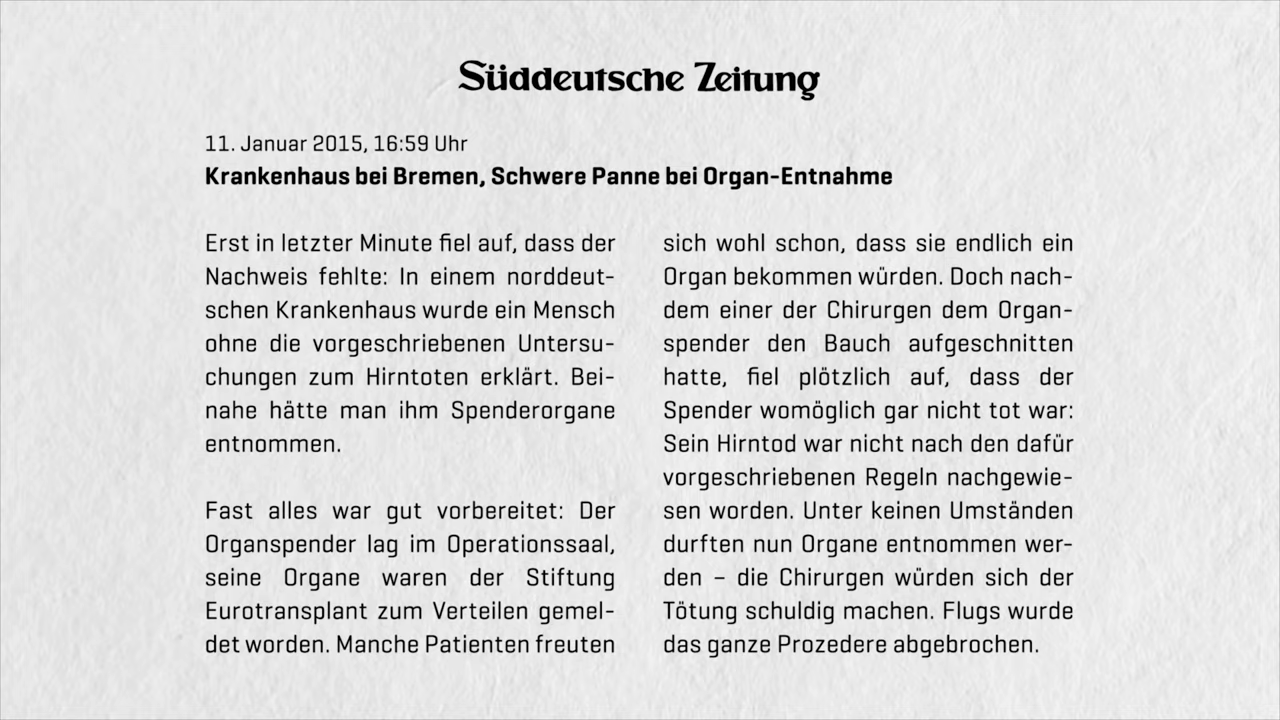 Süddeutsche Zeitung
11. Januar 2015, 16:59 Uhr
Krankenhaus bei Bremen, Schwere Panne bei Organ-Entnahme
Erst in letzter Minute fiel auf, dass der
Nachweis fehlte: In einem norddeut-
schen Krankenhaus wurde ein Mensch
ohne die vorgeschriebenen Untersu-
chungen zum Hirntoten erklärt. Bei-
nahe hätte man ihm Spenderorgane
entnommen.
Fast alles war gut vorbereitet: Der
Organspender lag im Operationssaal,
seine Organe waren der Stiftung
Eurotransplant zum Verteilen gemel-
det worden. Manche Patienten freuten
sich wohl schon, dass sie endlich ein
Organ bekommen würden. Doch nach-
dem einer der Chirurgen dem Organ-
spender den Bauch aufgeschnitten
hatte, fiel plötzlich auf, dass der
Spender womöglich gar nicht tot war:
Sein Hirntod war nicht nach den dafür
vorgeschriebenen Regeln nachgewie-
sen worden. Unter keinen Umständen
durften nun Organe entnommen wer-
den – die Chirurgen würden sich der
Tötung schuldig machen. Flugs wurde
das ganze Prozedere abgebrochen.